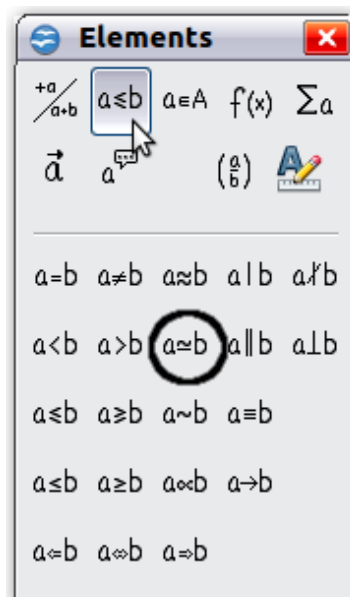 Elements
+a/a+b a≤b a∈A f(x) Σa
a⃗ a (a b)
a=b a≠b a≈b a∣b a∤b
a<b a>b a≃b a∥b a⊥b
a⩽b a⩾b a~b a≡b
a≤b a≥b a∝b a→b
a⇐b a⇔b a⇒b